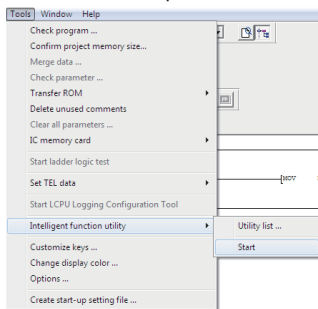 Tools Window Help
Check program ...
Confirm project memory size...
Merge data ...
Check parameter ...
Transfer ROM
Delete unused comments
Clear all parameters ...
IC memory card
Start ladder logic test
Set TEL data
[MOV
Start LCPU Logging Configuration Tool
Intelligent function utility
Utility list ...
Customize keys ...
Start
Change display color ...
Options ...
Create start-up setting file ...